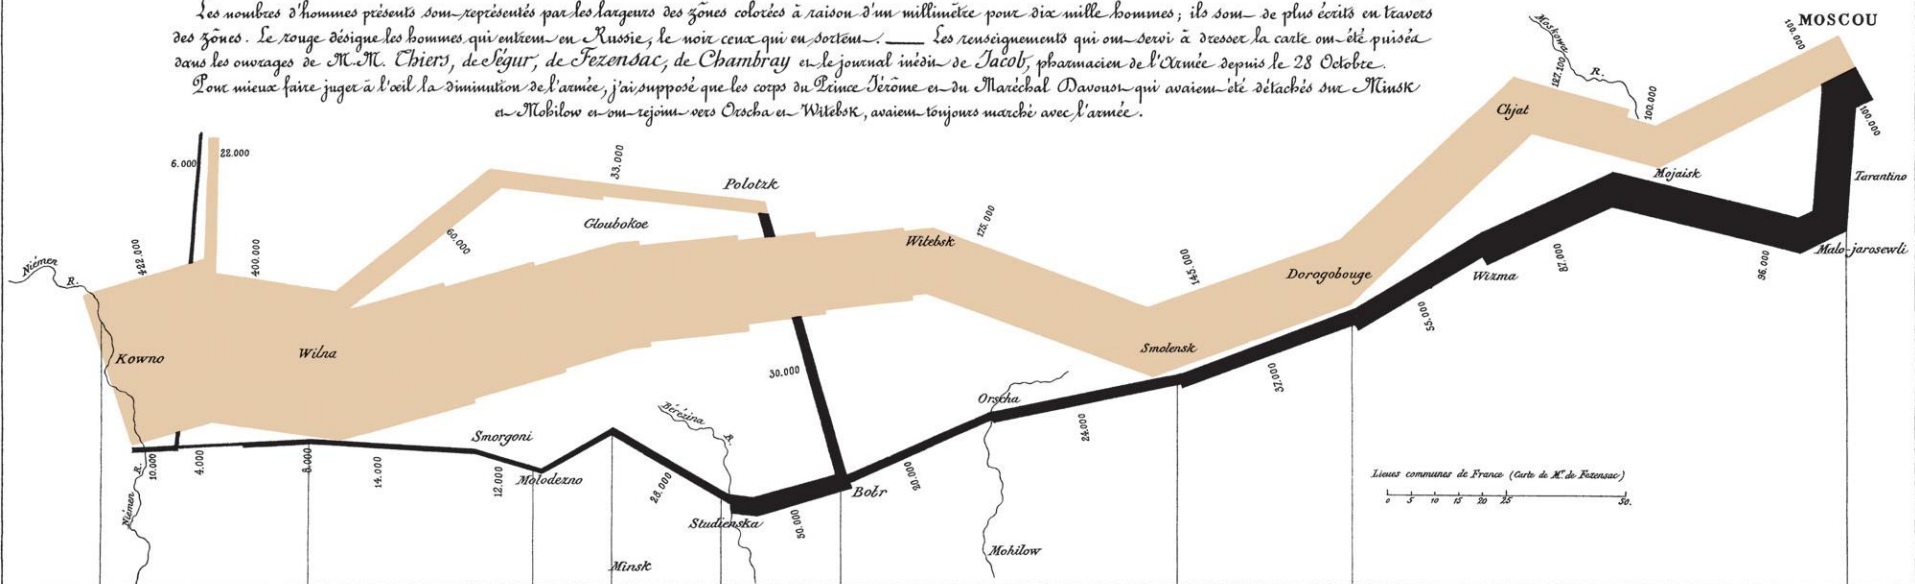 Les nombres d'hommes présents sont représentés par les largeurs des zônes colorées à raison d'un millimètre pour dix mille hommes; ils sont de plus écrits en travers
des zônes. Le rouge désigne les hommes qui entrent en Russie, le noir ceux qui en sortent. ___ Les renseignements qui ont servi à dresser la carte ont été puisés
dans les ouvrages de M.M. Thiers, de Ségur, de Fezensac, de Chambray et le journal inédit de Jacob, pharmacien de l'Armée depuis le 28 Octobre.
Pour mieux faire juger à l'œil la diminution de l'armée, j'ai supposé que les corps du Prince Jérôme et du Maréchal Davoust qui avaient été détachés sur Minsk
et Mohilow et ont rejoint vers Orscha et Witebsk, avaient toujours marché avec l'armée.
MOSCOU
100.000
Moskowa
R.
127.100
100.000
Chjat
100.000
Mojaisk
Tarantino
Malo-jarosewli
6.000
22.000
33.000
Polotzk
Gloubokoe
60.000
175.000
Witebsk
422.000
400.000
Niémen
R.
145.000
Dorogobouge
Wizma
87.000
96.000
55.000
Kowno
Wilna
Smolensk
37.000
30.000
Orscha
24.000
Bérézina
R.
Smorgoni
10.000
4.000
8.000
14.000
12.000
Molodezno
28.000
Studienska
50.000
Bobr
20.000
R.
Niémen
Minsk
Mohilow
Lieues communes de France (Carte de M. de Fezensac)
0 5 10 15 20 25 50.